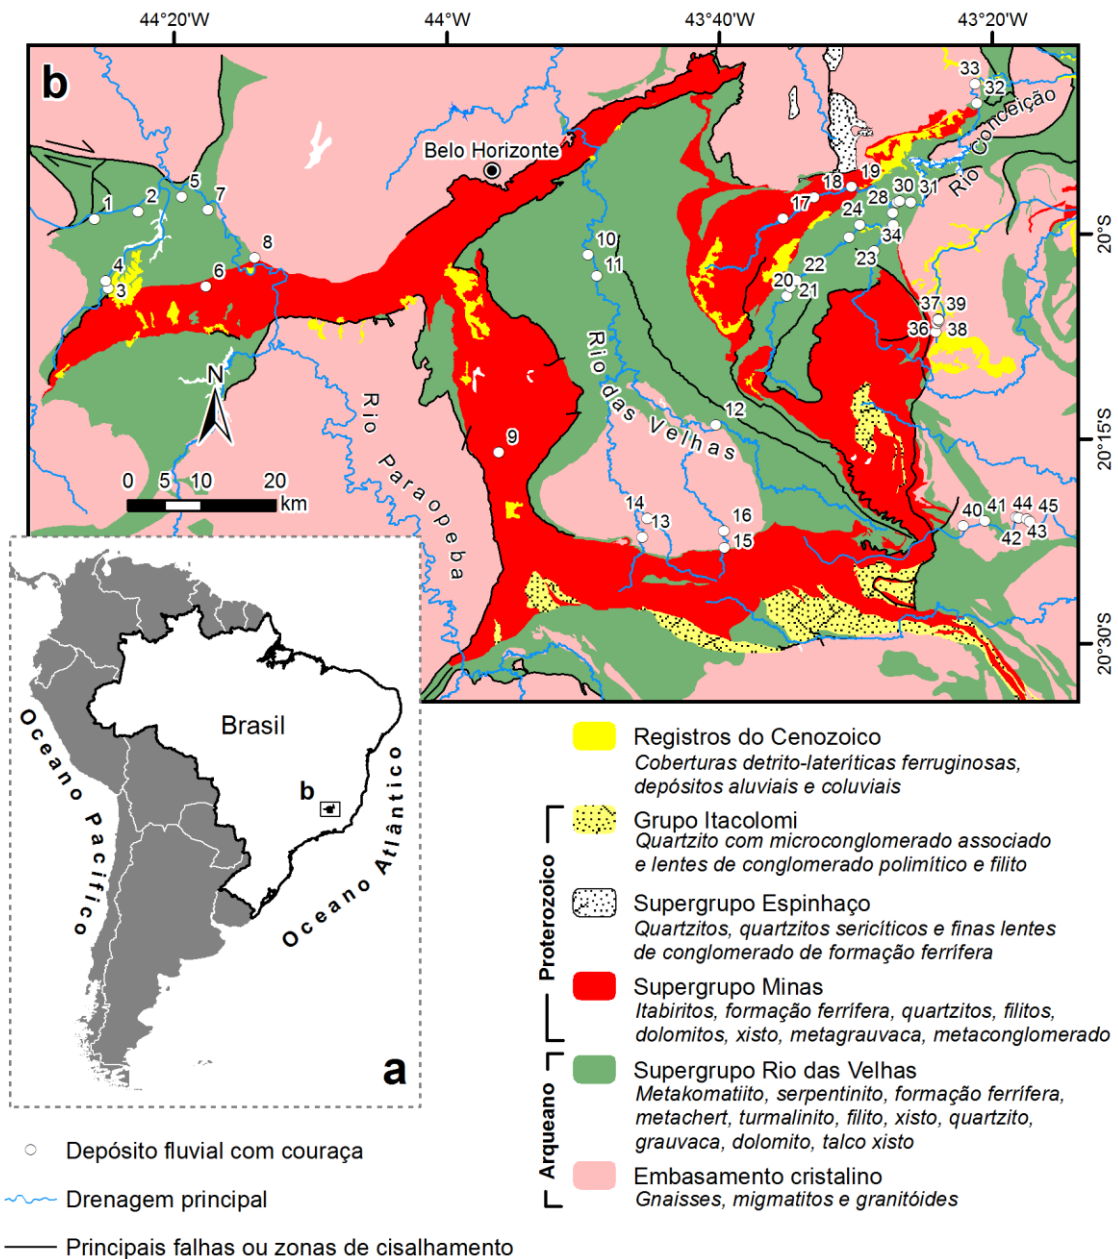 44°20'W
44°W
43°40'W
43°20'W
b
33
32
Rio Conceição
Belo Horizonte
5
1
2
7
19
18
28
30
31
17
24
34
20°S
10
8
11
22
23
4
3
6
20
21
37
39
36
38
N
Rio das Velhas
Rio Paraopeba
12
20°15'S
9
0
5
10
20
km
14
13
16
15
40
41
44
45
42
43
20°30'S
Brasil
b
Oceano Pacífico
Oceano Atlântico
a
Registros do Cenozoico
Coberturas detrito-lateríticas ferruginosas,
depósitos aluviais e coluviais
Proterozoico
Grupo Itacolomi
Quartzito com microconglomerado associado
e lentes de conglomerado polimítico e filito
Supergrupo Espinhaço
Quartzitos, quartzitos sericíticos e finas lentes
de conglomerado de formação ferrífera
Supergrupo Minas
Itabiritos, formação ferrífera, quartzitos, filitos,
dolomitos, xisto, metagrauvaca, metaconglomerado
Arqueano
Supergrupo Rio das Velhas
Metakomatiito, serpentinito, formação ferrífera,
metachert, turmalinito, filito, xisto, quartzito,
grauvaca, dolomito, talco xisto
Embasamento cristalino
Gnaisses, migmatitos e granitóides
Depósito fluvial com couraça
Drenagem principal
Principais falhas ou zonas de cisalhamento